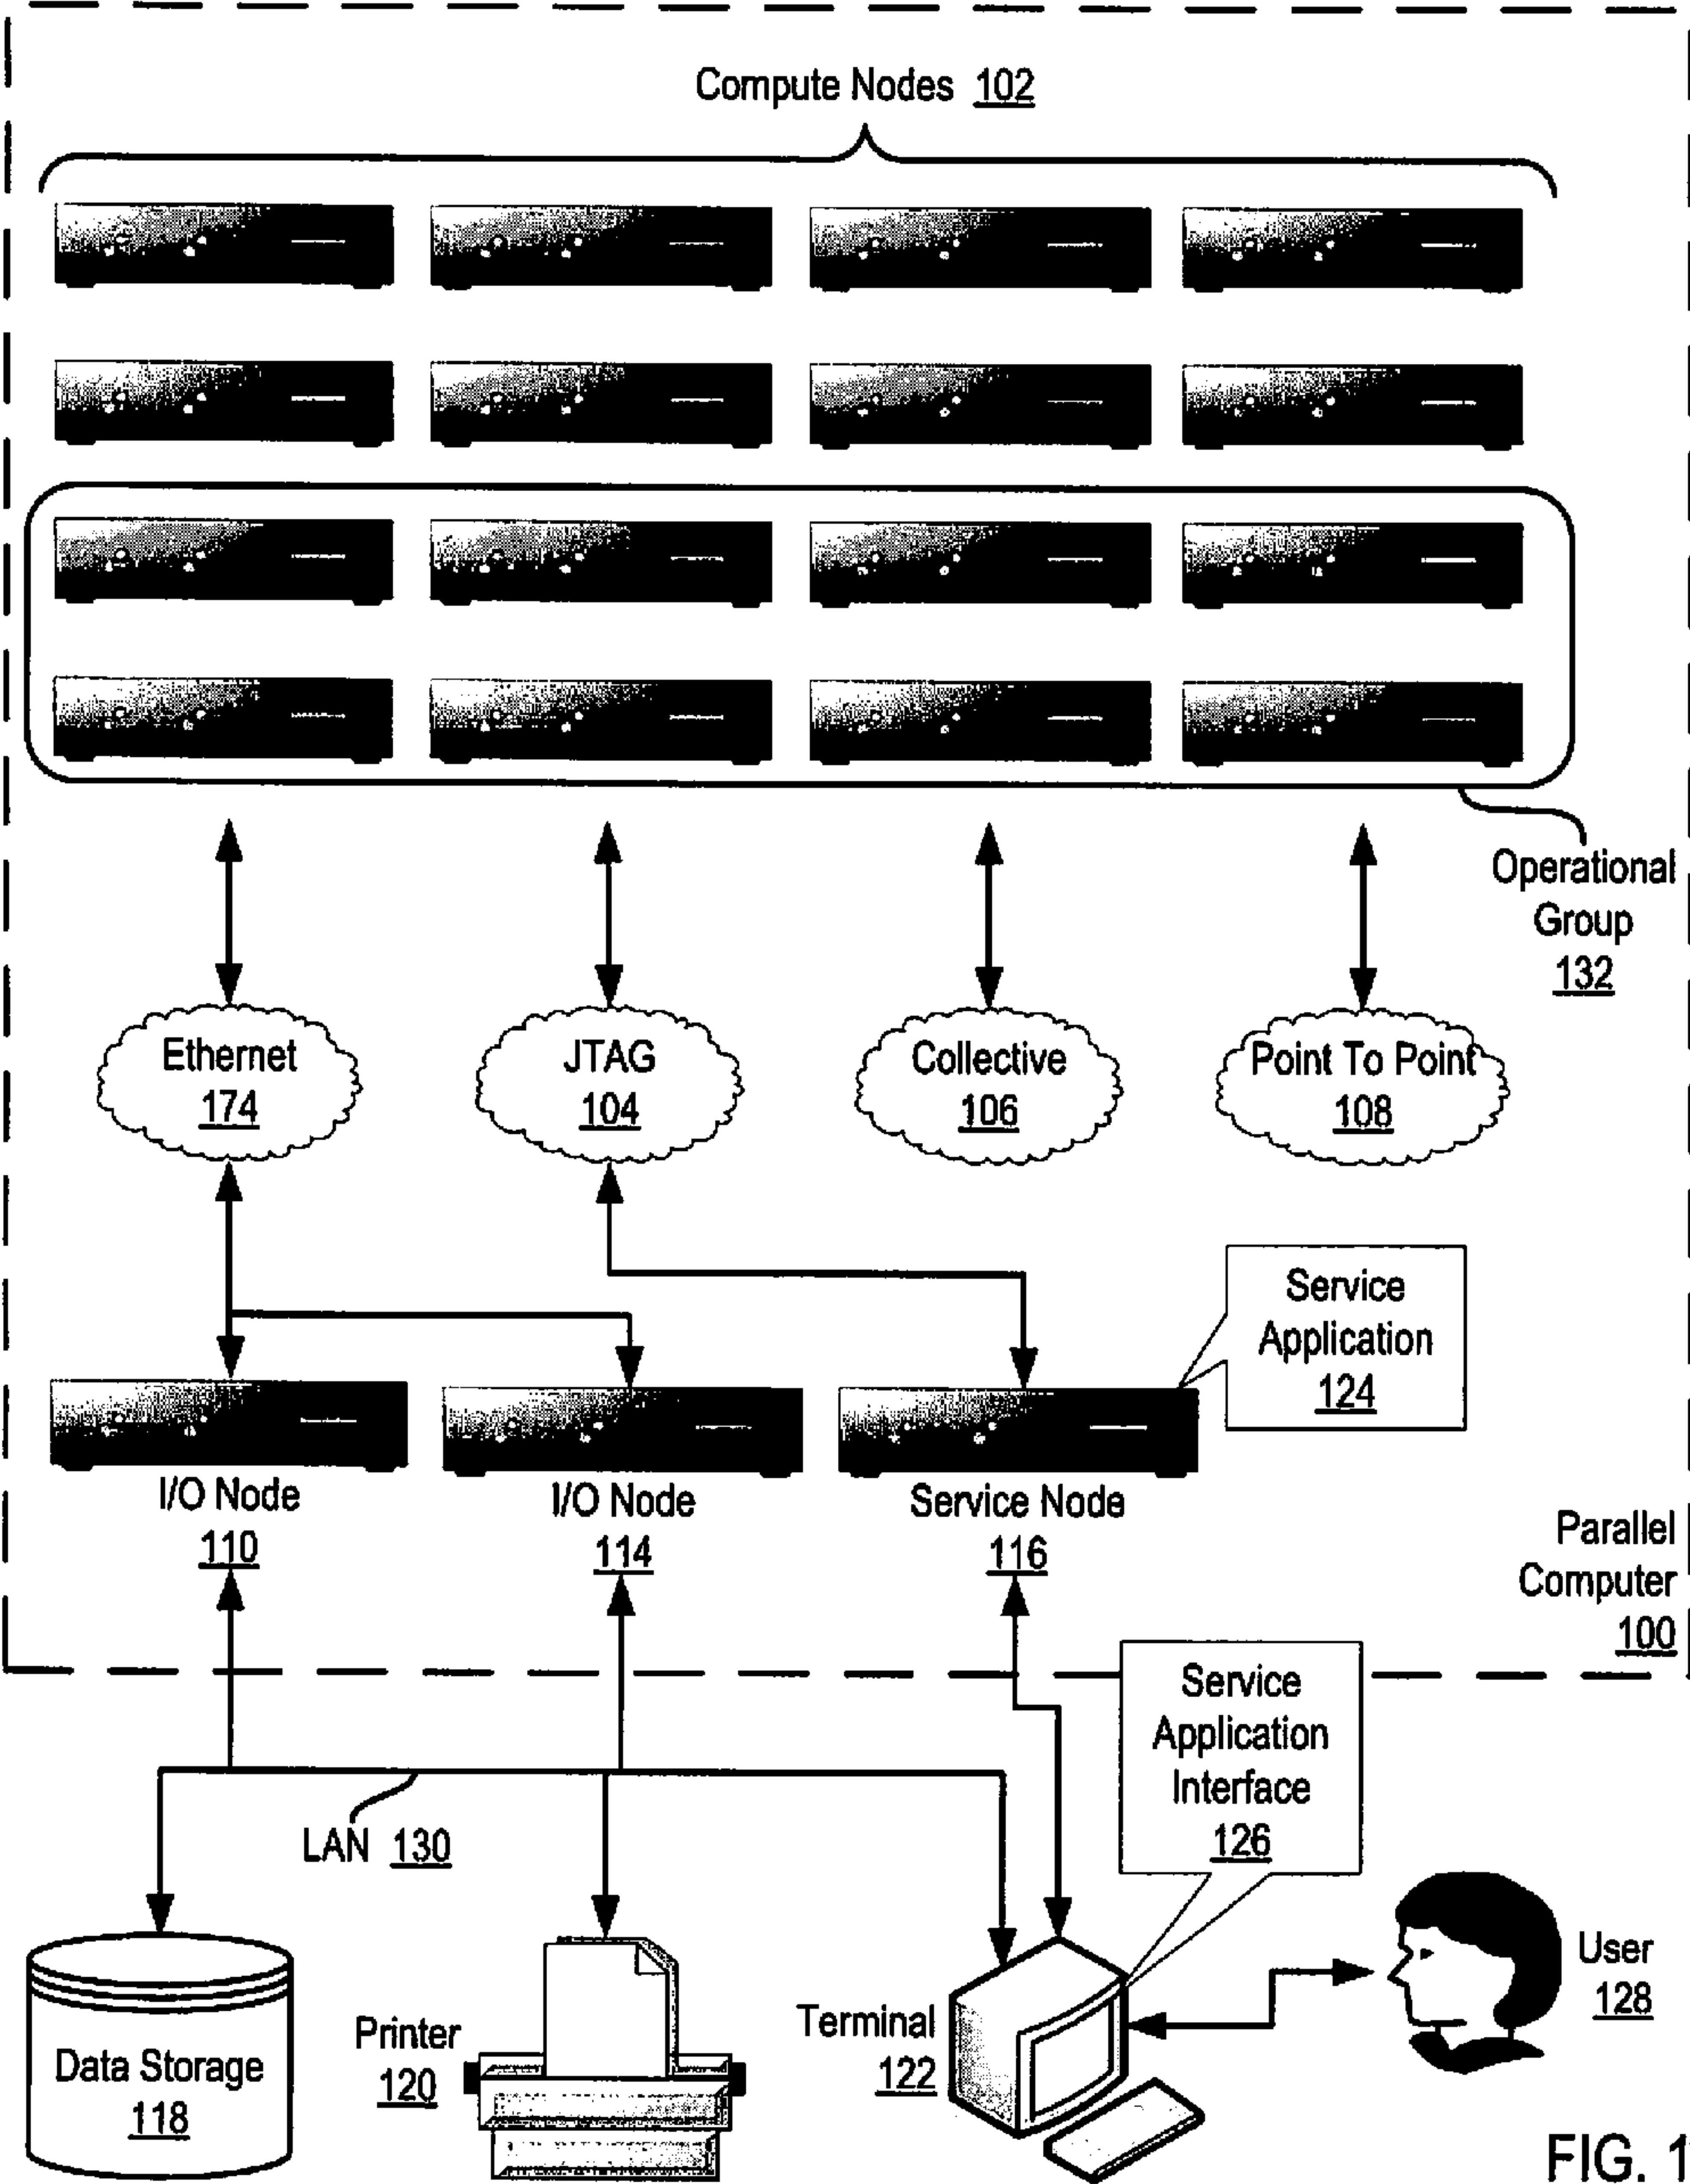 Compute Nodes 102
Operational
Group
132
Ethernet
174
JTAG
104
Collective
106
Point To Point
108
Service
Application
124
I/O Node
110
I/O Node
114
Service Node
116
Parallel
Computer
100
Service
Application
Interface
126
LAN 130
Data Storage
118
Printer
120
Terminal
122
User
128
FIG. 1